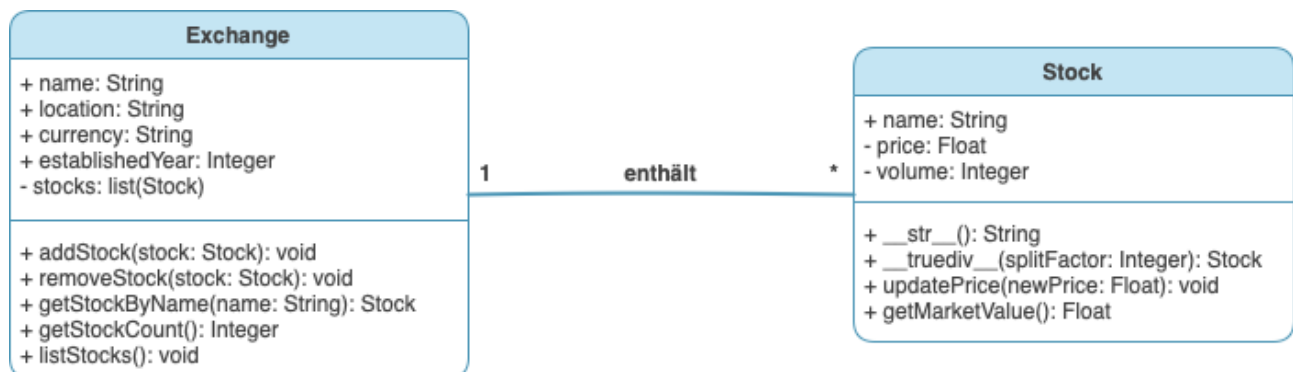 Exchange
+ name: String
+ location: String
+ currency: String
+ establishedYear: Integer
- stocks: list(Stock)
+ addStock(stock: Stock): void
+ removeStock(stock: Stock): void
+ getStockByName(name: String): Stock
+ getStockCount(): Integer
+ listStocks(): void
1 enthält *
Stock
+ name: String
- price: Float
- volume: Integer
+ __str__(): String
+ __truediv__(splitFactor: Integer): Stock
+ updatePrice(newPrice: Float): void
+ getMarketValue(): Float